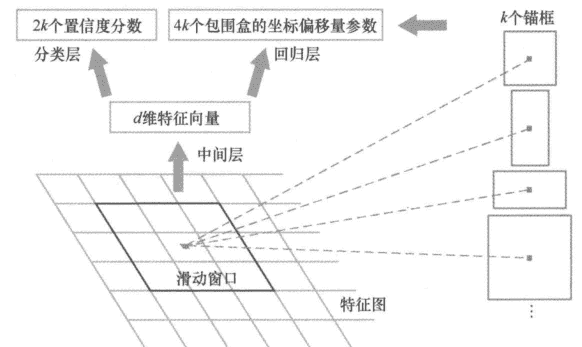 2k个置信度分数
4k个包围盒的坐标偏移量参数
k个锚框
分类层
回归层
d维特征向量
中间层
滑动窗口
特征图
⋮